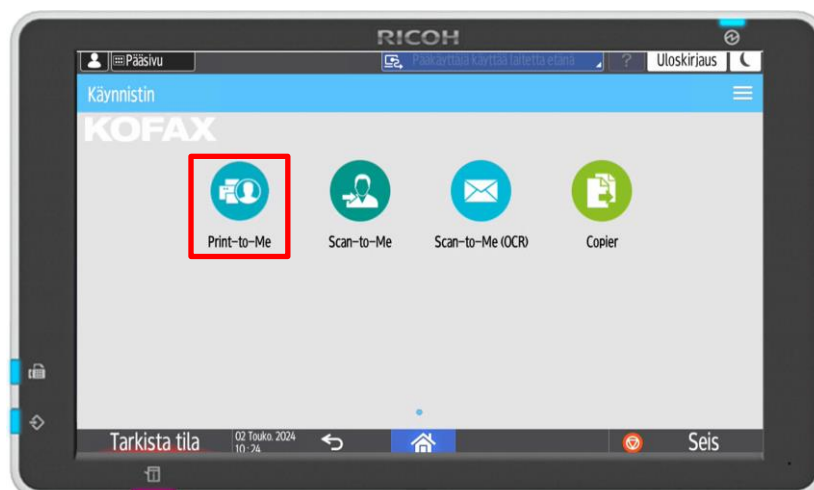 RICOH
Pääsivu
Pääkäyttäjä käyttää laitetta etänä
?
Uloskirjaus
Käynnistin
KOFAX
Print-to-Me
Scan-to-Me
Scan-to-Me (OCR)
Copier
Tarkista tila
02 Touko. 2024
10:24
Seis